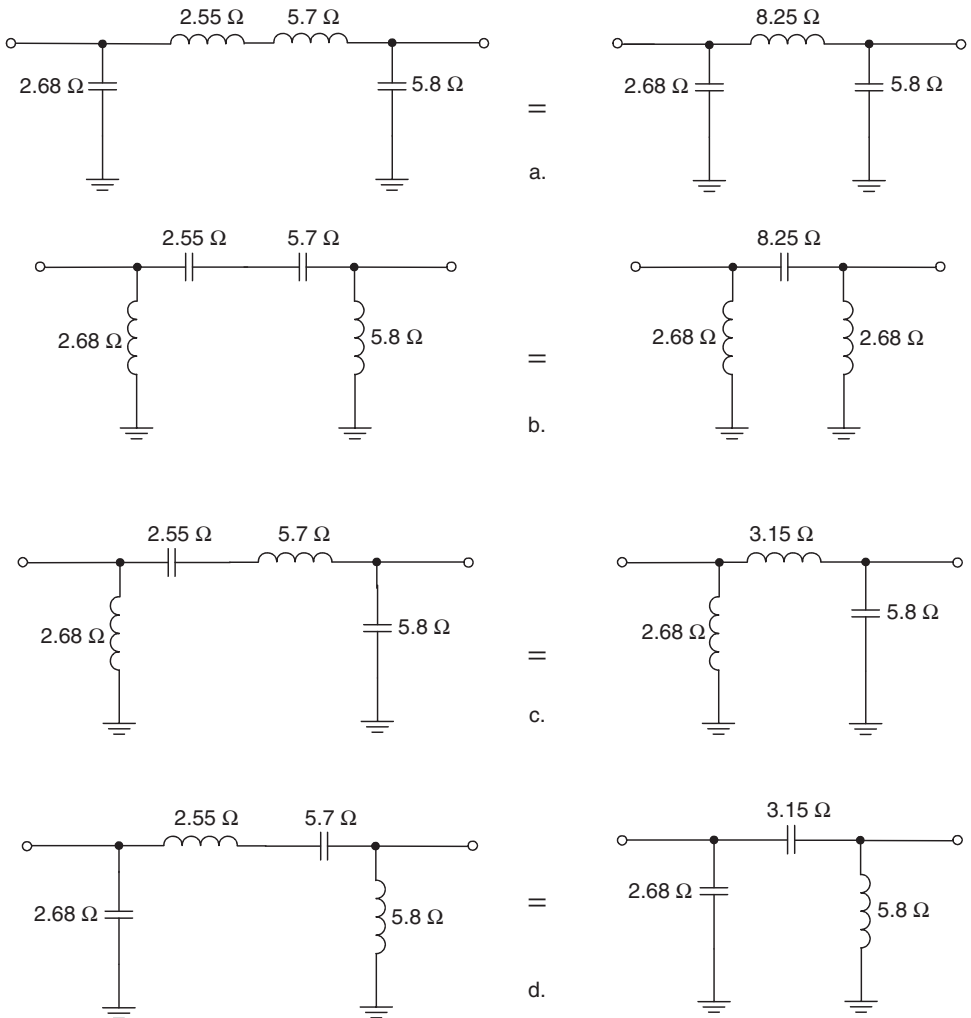 2.55 Ω 5.7 Ω 8.25 Ω
2.68 Ω 5.8 Ω = 2.68 Ω 5.8 Ω
a.
2.55 Ω 5.7 Ω 8.25 Ω
2.68 Ω 5.8 Ω = 2.68 Ω 2.68 Ω
b.
2.55 Ω 5.7 Ω 3.15 Ω
2.68 Ω 5.8 Ω = 2.68 Ω 5.8 Ω
c.
2.55 Ω 5.7 Ω 3.15 Ω
2.68 Ω 5.8 Ω = 2.68 Ω 5.8 Ω
d.